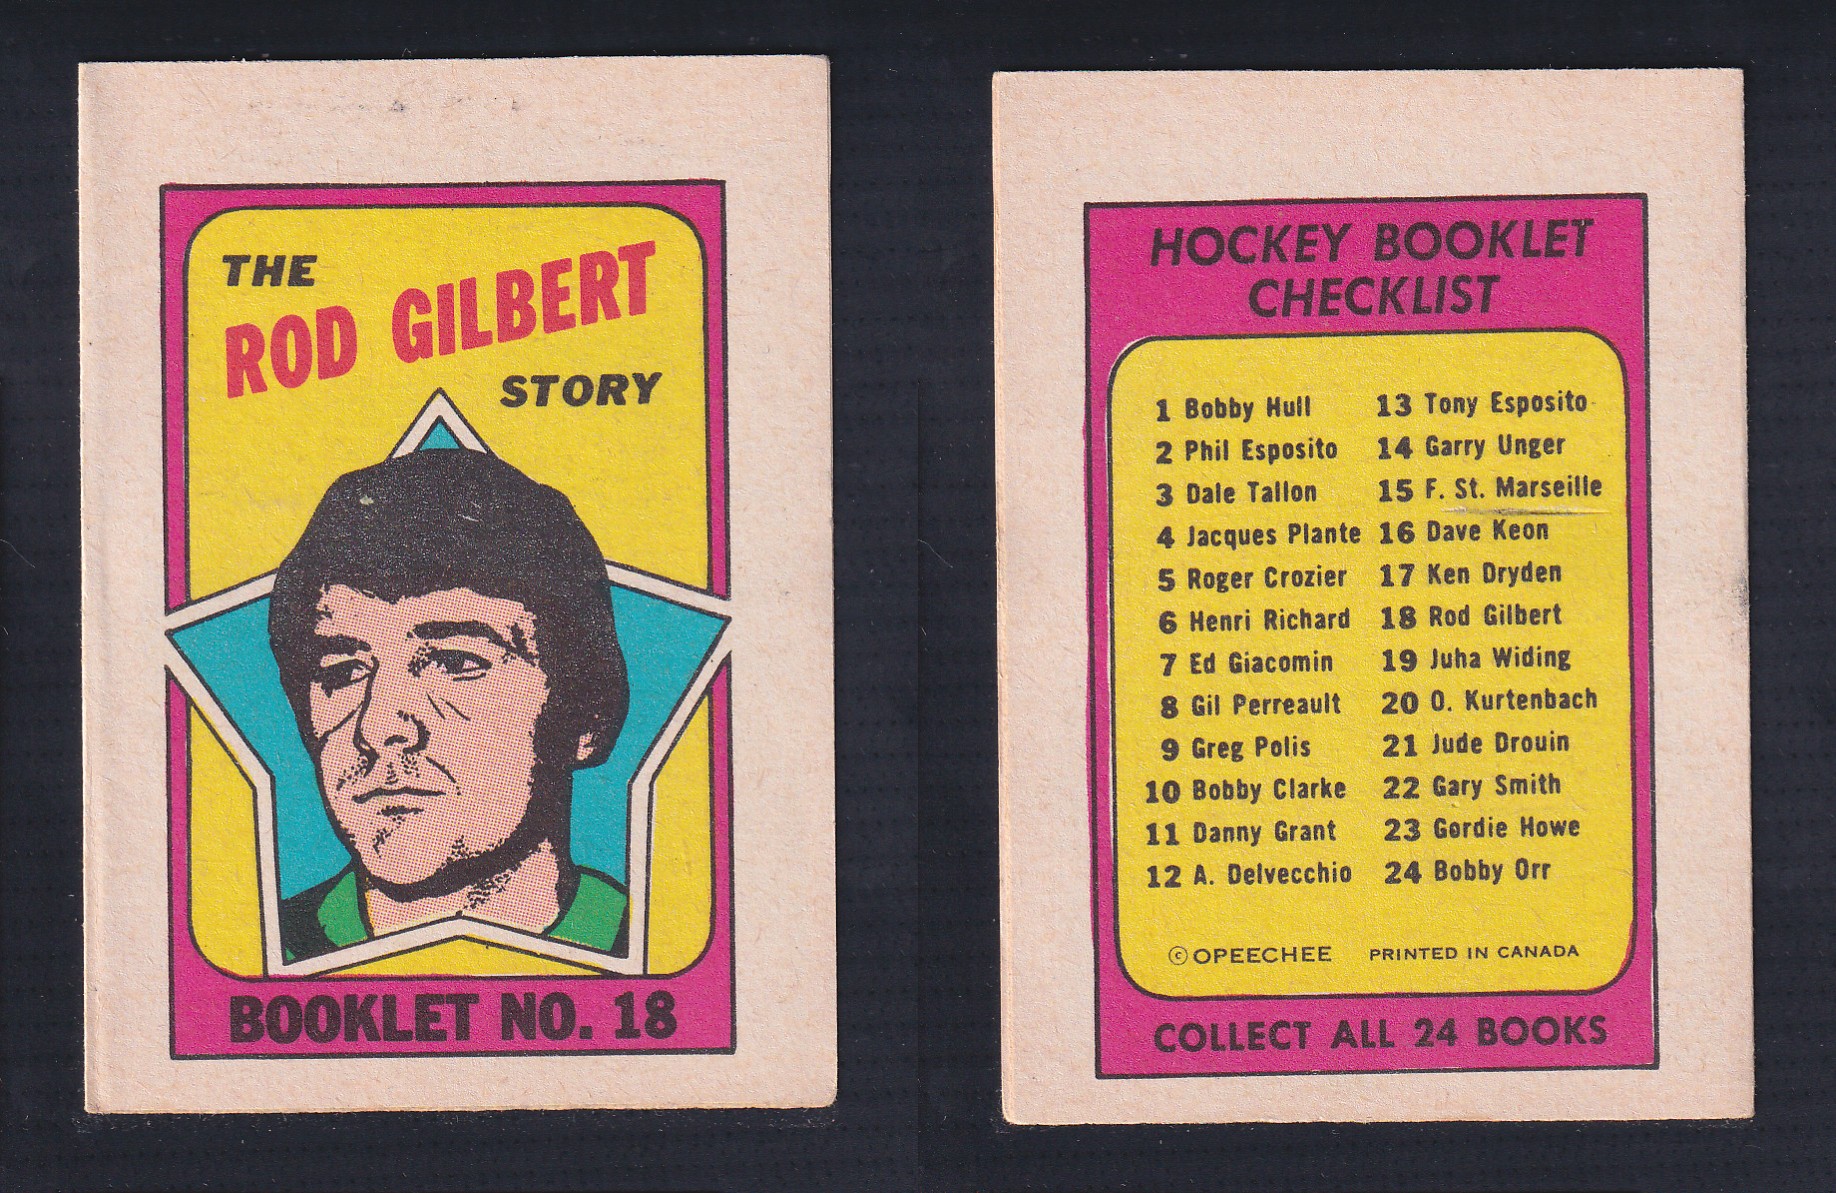 THE
ROD GILBERT
STORY
BOOKLET NO. 18
HOCKEY BOOKLET
CHECKLIST
1 Bobby Hull
2 Phil Esposito
3 Dale Tallon
4 Jacques Plante
5 Roger Crozier
6 Henri Richard
7 Ed Giacomin
8 Gil Perreault
9 Greg Polis
10 Bobby Clarke
11 Danny Grant
12 A. Delvecchio
13 Tony Esposito
14 Garry Unger
15 F. St. Marseille
16 Dave Keon
17 Ken Dryden
18 Rod Gilbert
19 Juha Widing
20 O. Kurtenbach
21 Jude Drouin
22 Gary Smith
23 Gordie Howe
24 Bobby Orr
© OPEECHEE PRINTED IN CANADA
COLLECT ALL 24 BOOKS